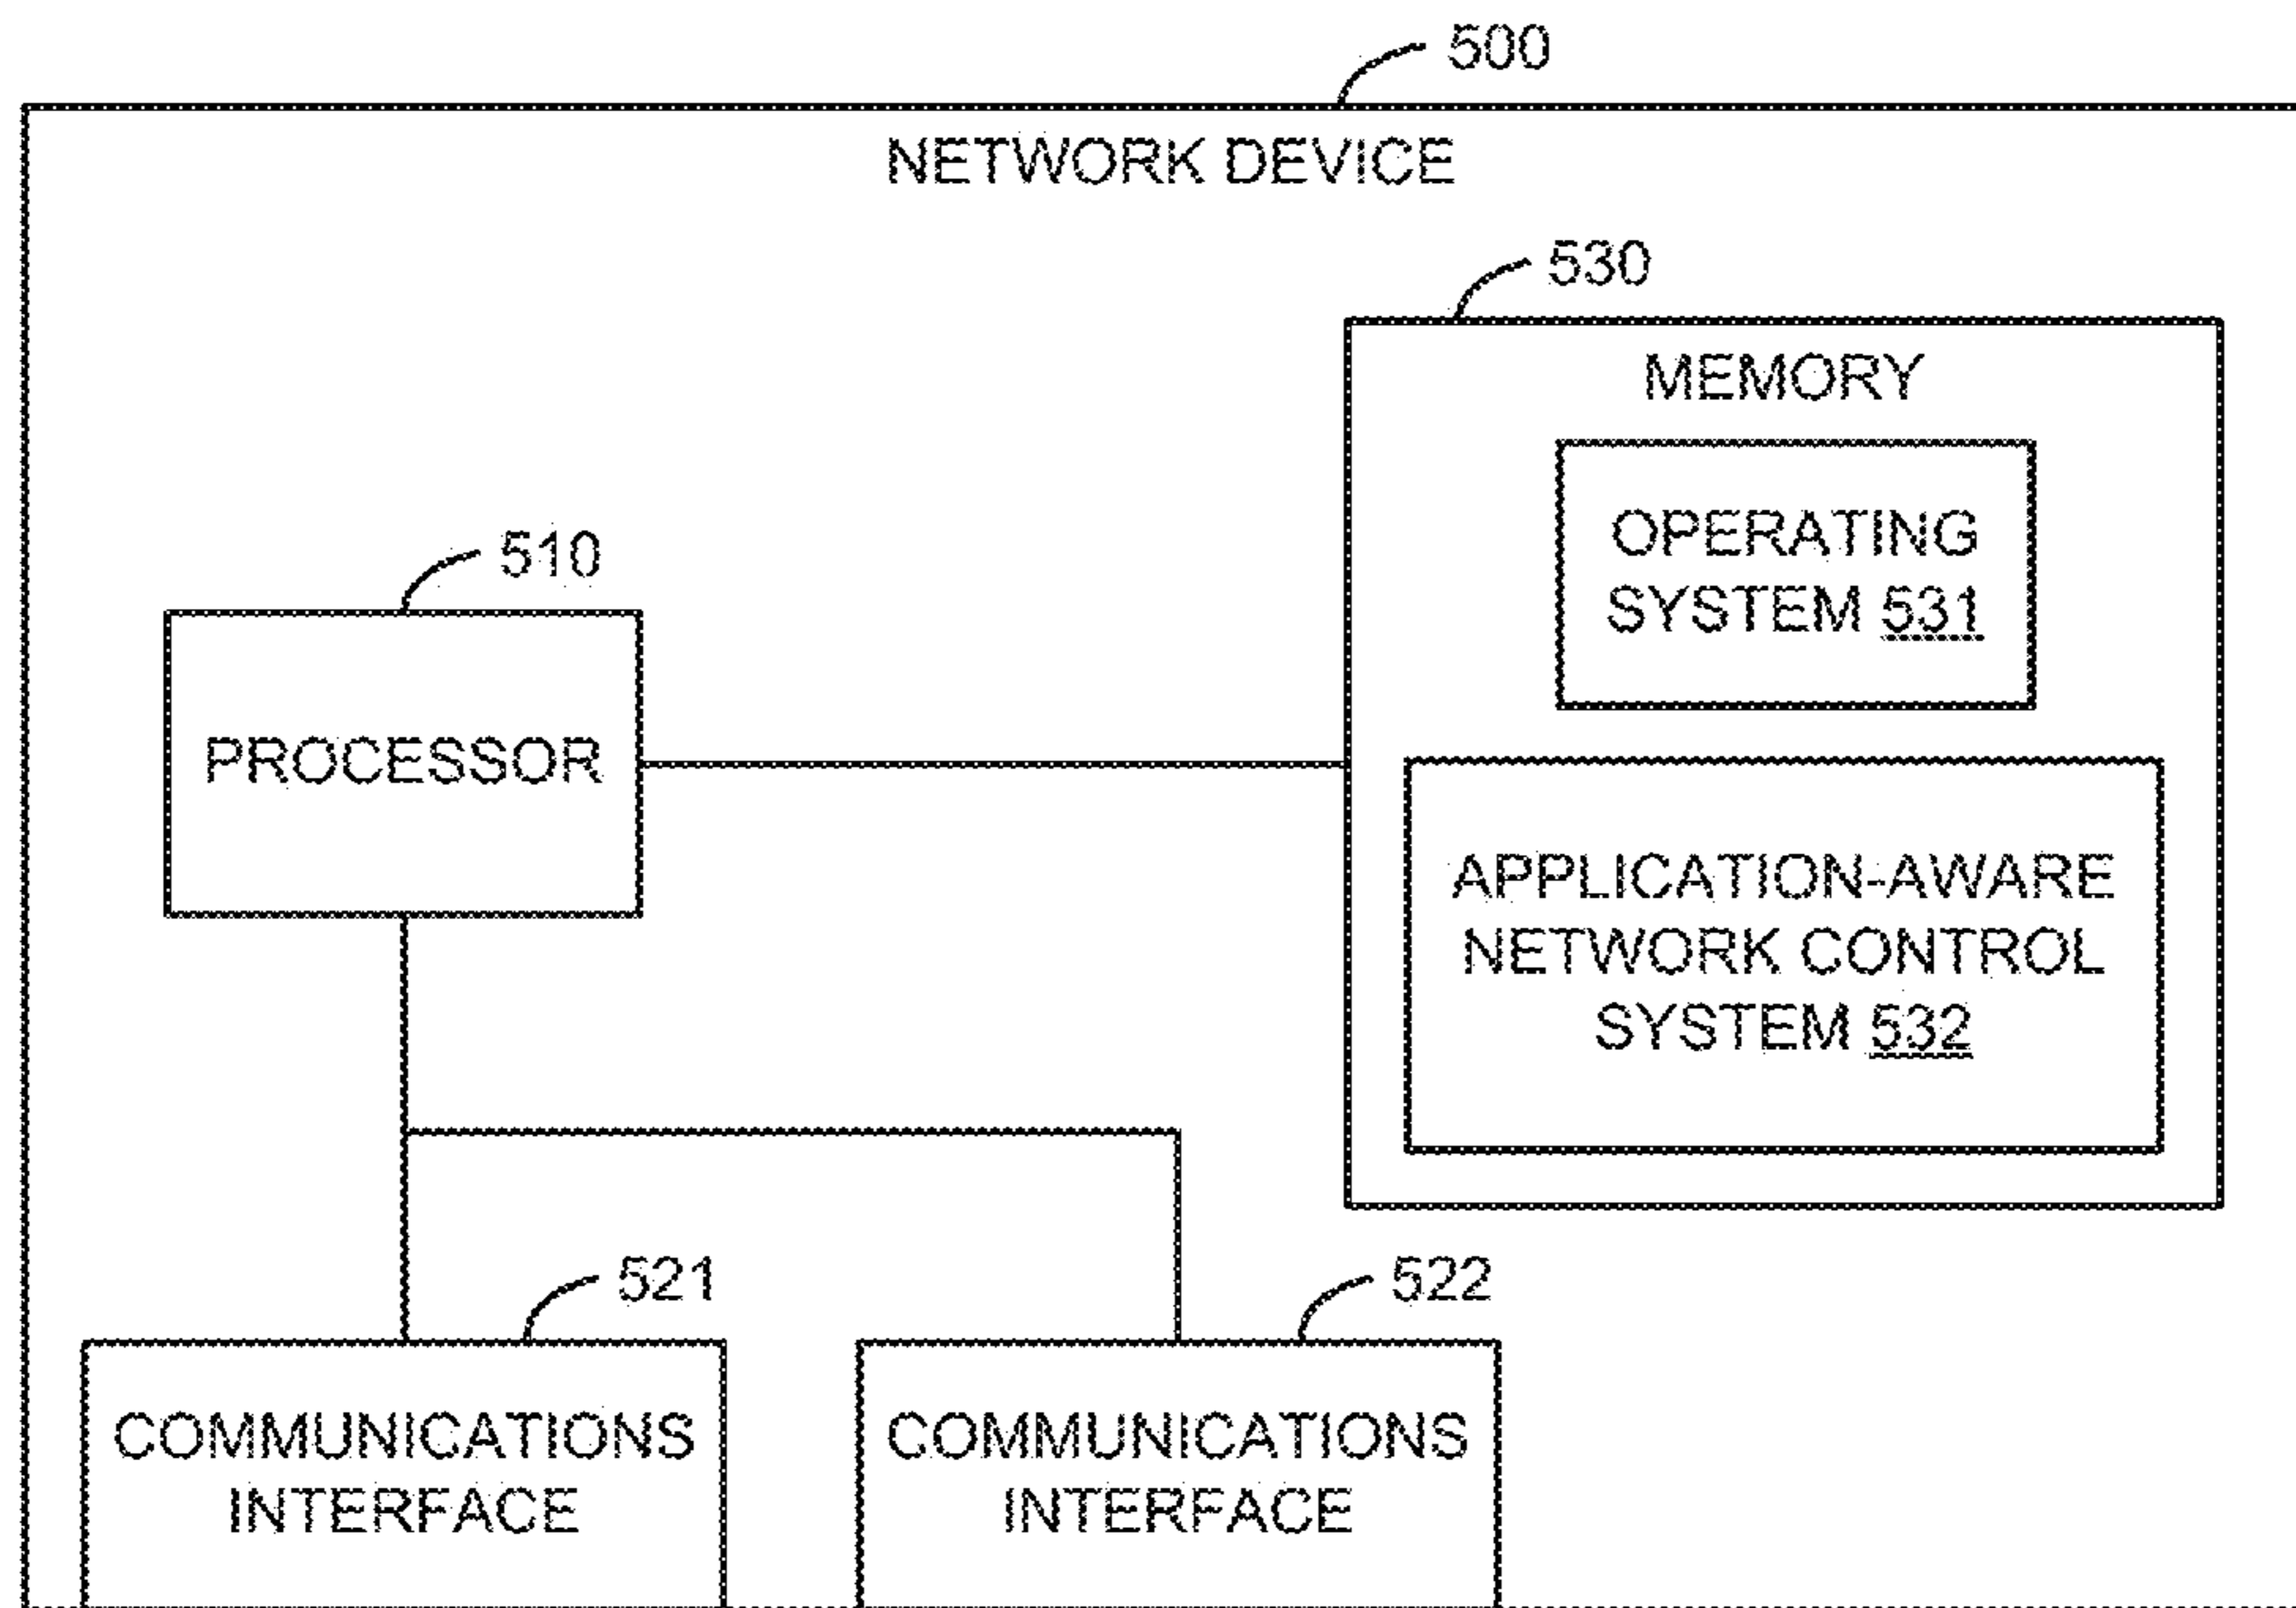 500
NETWORK DEVICE
530
MEMORY
OPERATING
SYSTEM 531
510
PROCESSOR
APPLICATION-AWARE
NETWORK CONTROL
SYSTEM 532
521
COMMUNICATIONS
INTERFACE
522
COMMUNICATIONS
INTERFACE